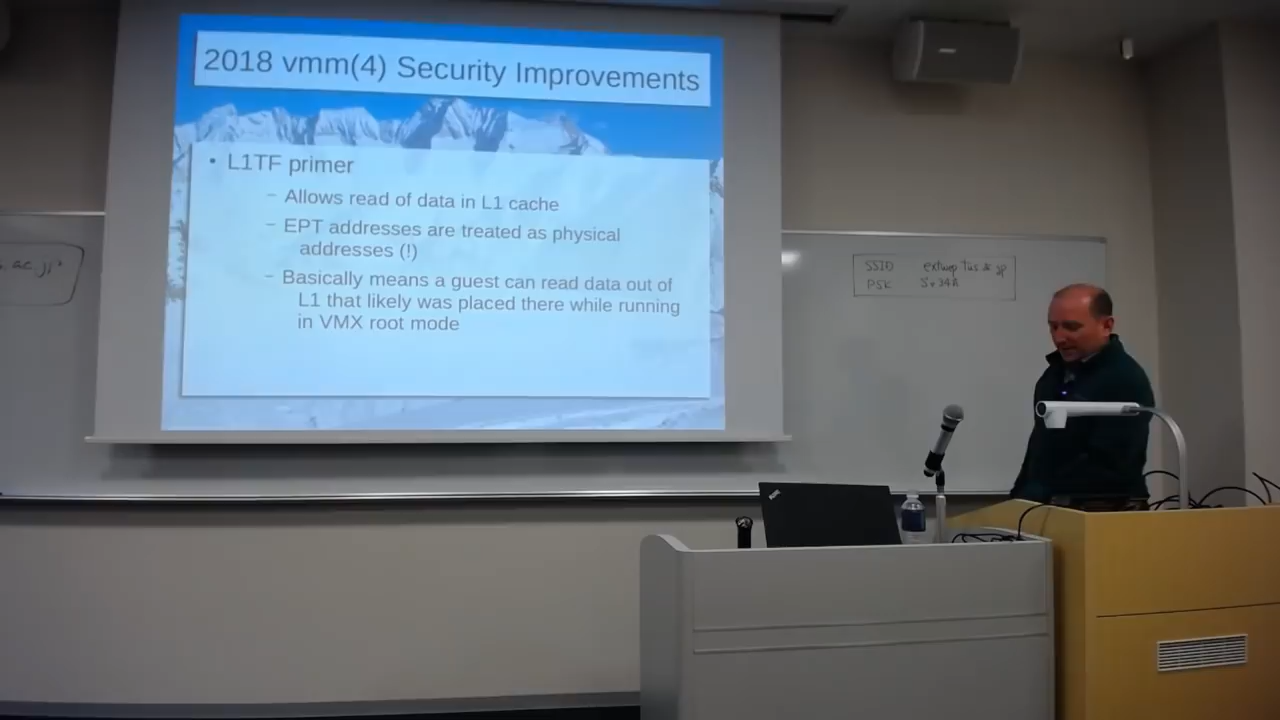 2018 vmm(4) Security Improvements
• L1TF primer
– Allows read of data in L1 cache
– EPT addresses are treated as physical
addresses (!)
– Basically means a guest can read data out of
L1 that likely was placed there while running
in VMX root mode
SSID
PSK